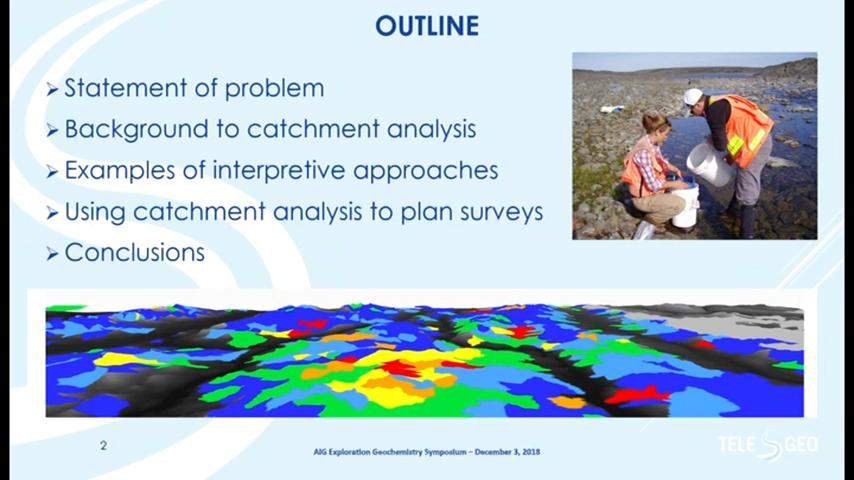 OUTLINE
Statement of problem
Background to catchment analysis
Examples of interpretive approaches
Using catchment analysis to plan surveys
Conclusions
2
AIG Exploration Geochemistry Symposium – December 3, 2018
TELE GEO